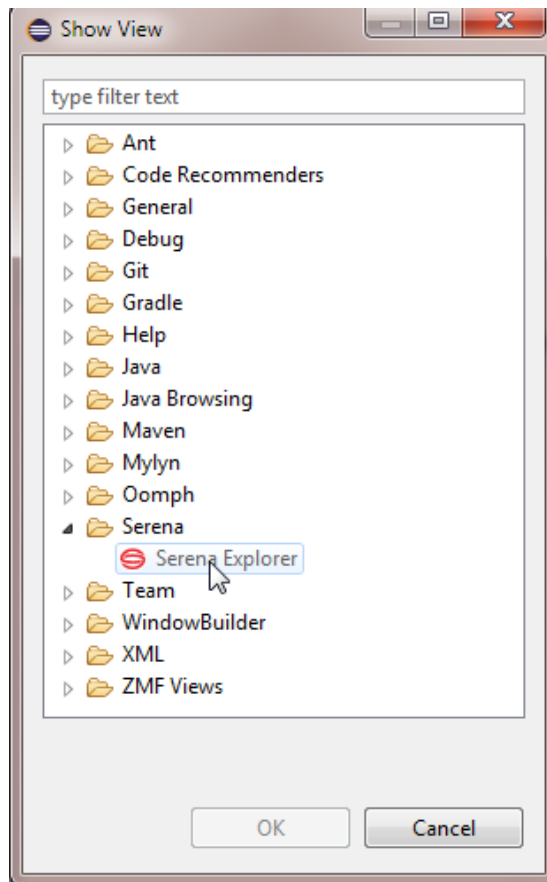 Show View
type filter text
Ant
Code Recommenders
General
Debug
Git
Gradle
Help
Java
Java Browsing
Maven
Mylyn
Oomph
Serena
Serena Explorer
Team
WindowBuilder
XML
ZMF Views
OK Cancel